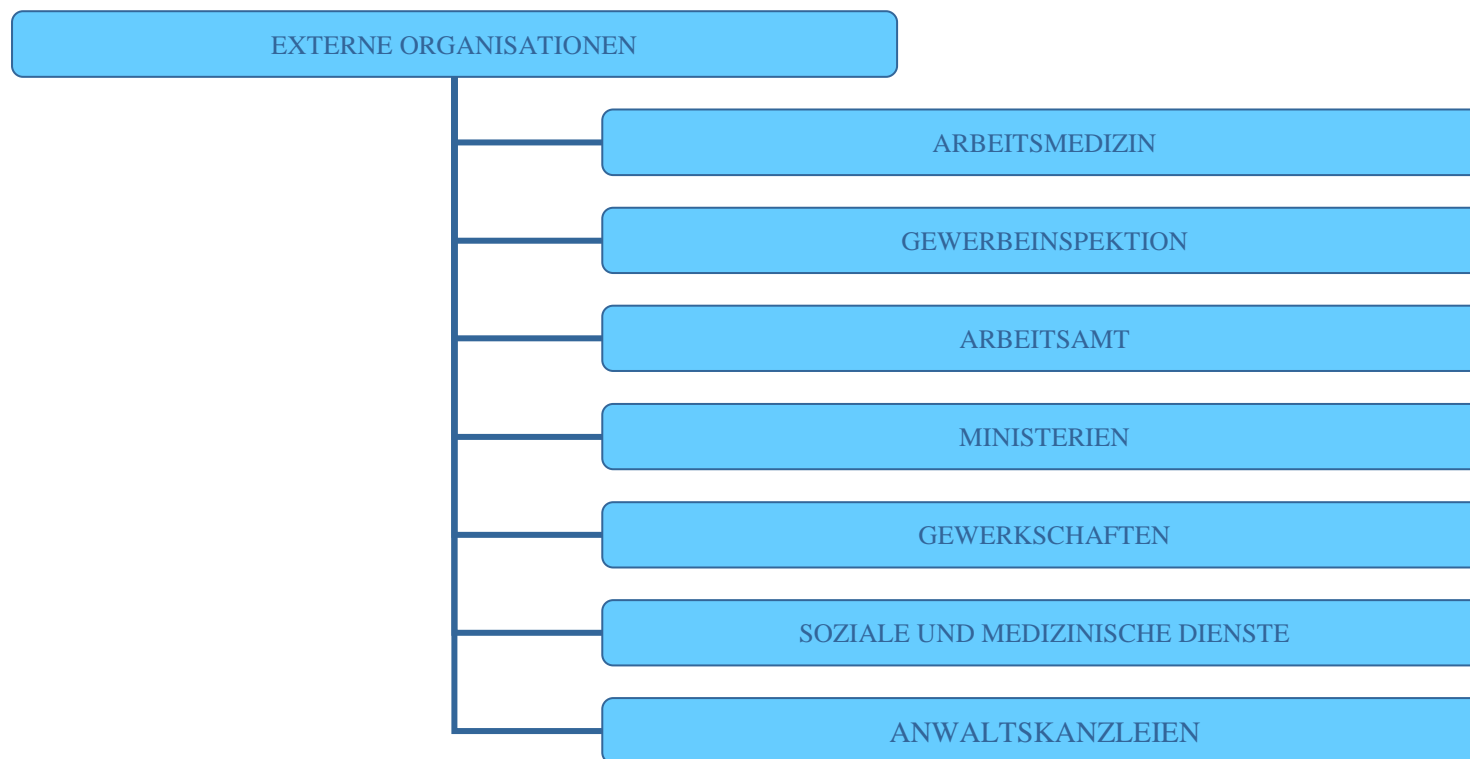 EXTERNE ORGANISATIONEN
ARBEITSMEDIZIN
GEWERBEINSPEKTION
ARBEITSAMT
MINISTERIEN
GEWERKSCHAFTEN
SOZIALE UND MEDIZINISCHE DIENSTE
ANWALTSKANZLEIEN